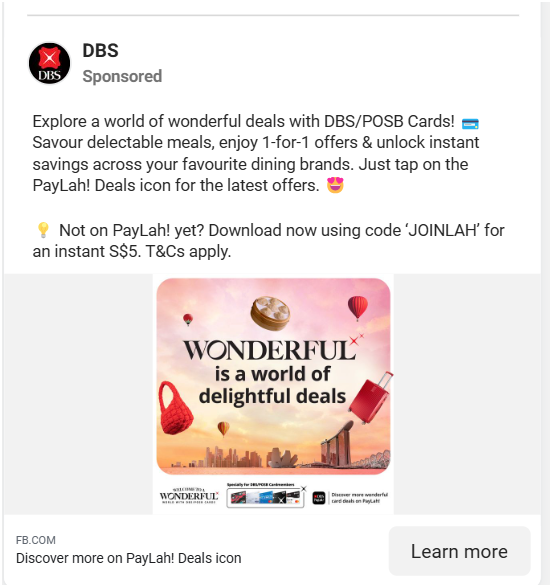 DBS
DBS
Sponsored
Explore a world of wonderful deals with DBS/POSB Cards! 💳
Savour delectable meals, enjoy 1-for-1 offers & unlock instant
savings across your favourite dining brands. Just tap on the
PayLah! Deals icon for the latest offers. 😍
💡 Not on PayLah! yet? Download now using code ‘JOINLAH’ for
an instant S$5. T&Cs apply.
WONDERFUL
is a world of
delightful deals
WONDERFUL
Specially for DBS/POSB Cardmembers
Discover more wonderful
card deals on PayLah!
FB.COM
Discover more on PayLah! Deals icon
Learn more